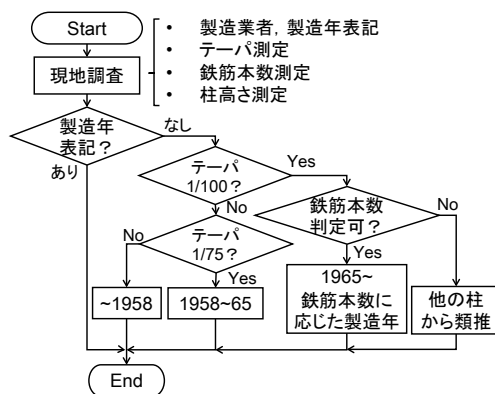 Start
現地調査
• 製造業者，製造年表記
• テーパ測定
• 鉄筋本数測定
• 柱高さ測定
製造年
表記？
なし
あり
テーパ
1/100？
Yes
No
鉄筋本数
判定可？
No
Yes
テーパ
1/75？
No
Yes
~1958
1958~65
1965~
鉄筋本数に
応じた製造年
他の柱
から類推
End